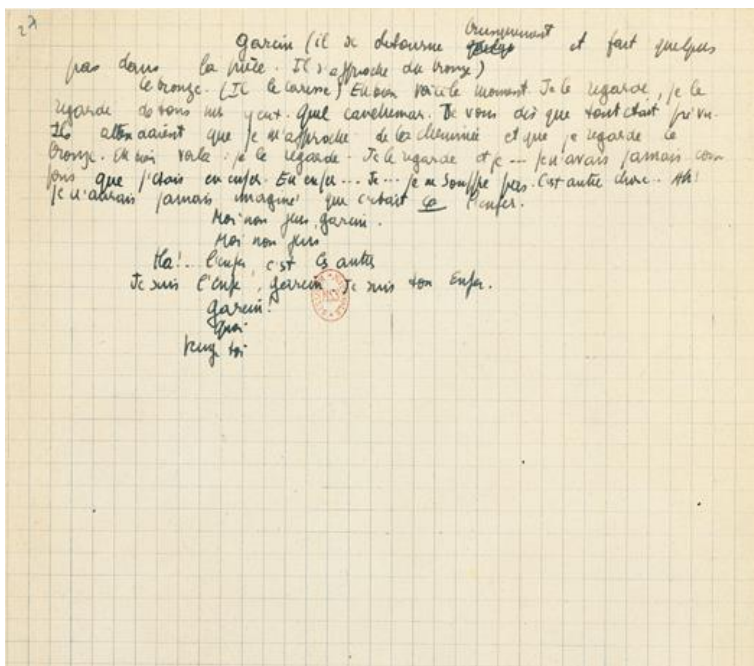 brusquement
Garcin (il se détourne et fait quelques
pas dans la pièce. Il s'approche du bronze)
le bronze. (Il le caresse) Eh bien voici le moment. Je le regarde, je le
regarde de tous mes yeux. Quel cauchemar. Je vous dis que tout était prévu.
Ils attendaient que je m'approche de la cheminée et que je regarde le
bronze. Eh bien voila : je le regarde. Je le regarde et je --- je n'avais jamais com
pris que j'étais en enfer. En enfer... Je --- je ne souffre pas. C'est autre chose... Ah!
Je n'aurais jamais imaginé que c'était ça l'enfer.
Moi non plus, Garcin.
Moi non plus
Ha!.. l'enfer, c'est les autres
Je suis l'enfer, Garcin Je suis ton Enfer.
Garcin!
Quoi
toi